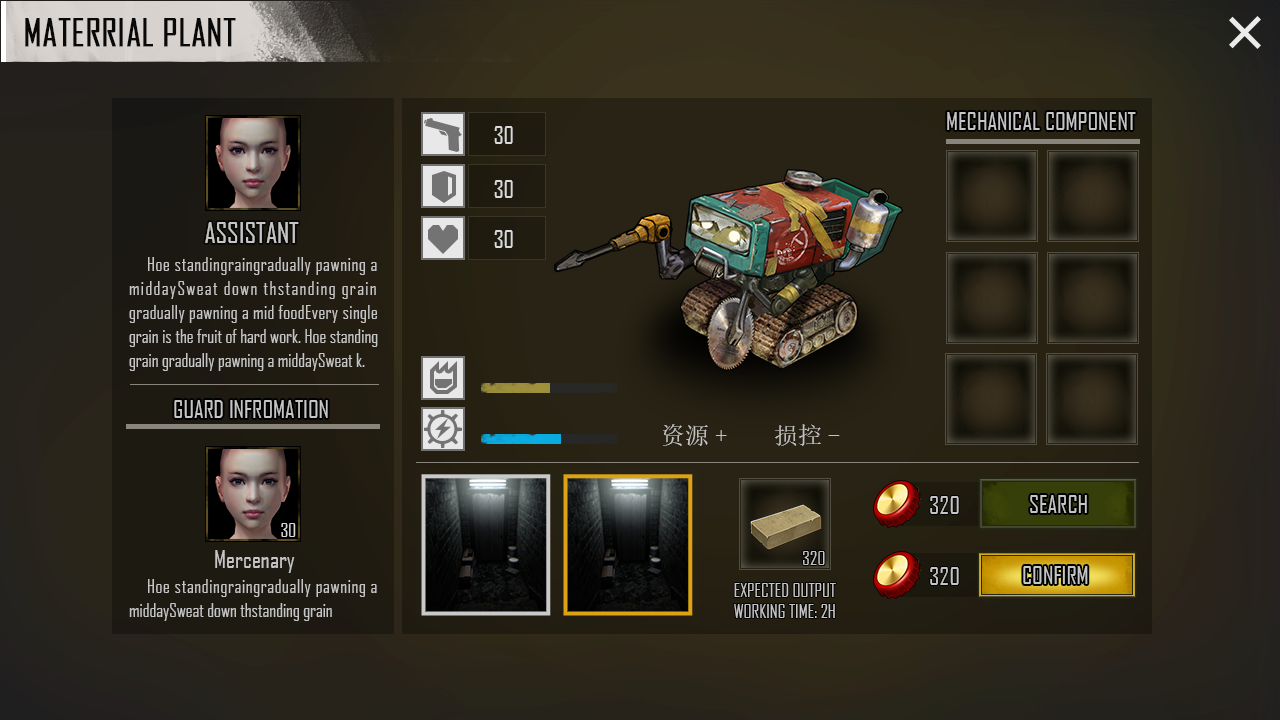 MATERRIAL PLANT
ASSISTANT
Hoe standingraingradually pawning a
middaySweat down thstanding grain
gradually pawning a mid foodEvery single
grain is the fruit of hard work. Hoe standing
grain gradually pawning a middaySweat k.
GUARD INFROMATION
30
Mercenary
Hoe standingraingradually pawning a
middaySweat down thstanding grain
30
30
30
资源 +
损控 −
MECHANICAL COMPONENT
320
EXPECTED OUTPUT
WORKING TIME: 2H
320
SEARCH
320
CONFIRM